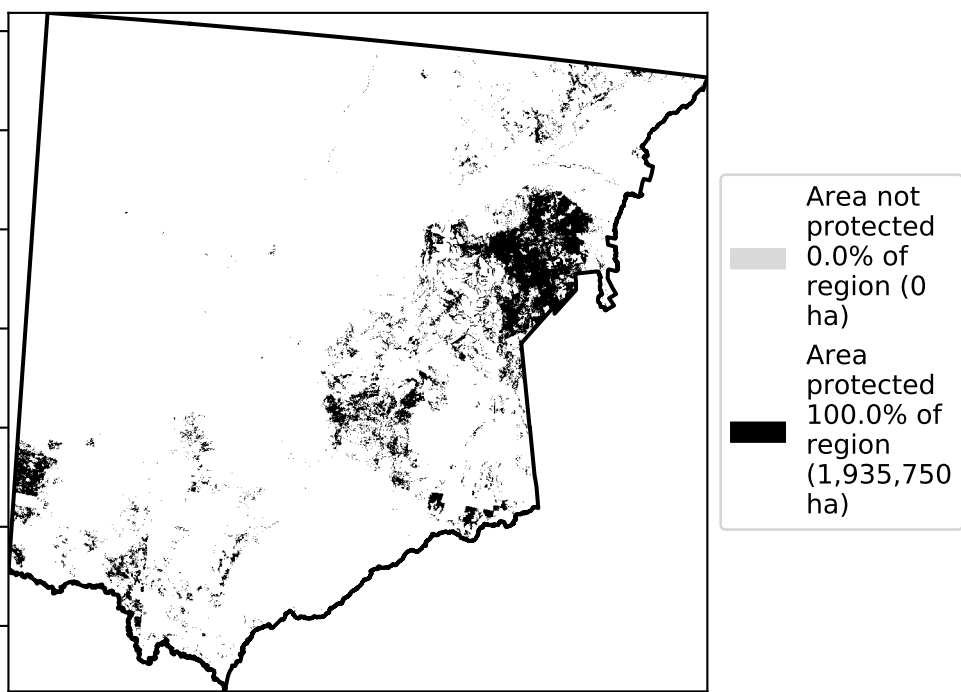 Area not
protected
0.0% of
region (0
ha)
Area
protected
100.0% of
region
(1,935,750
ha)